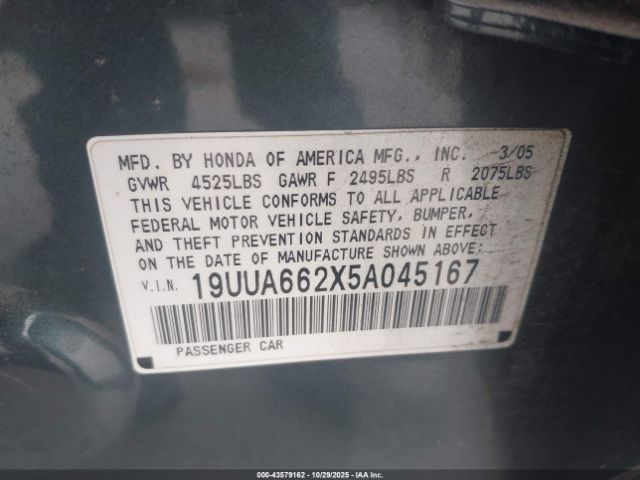 MFD. BY HONDA OF AMERICA MFG., INC. 3/05
GVWR 4525LBS GAWR F 2495LBS R 2075LBS
THIS VEHICLE CONFORMS TO ALL APPLICABLE
FEDERAL MOTOR VEHICLE SAFETY, BUMPER,
AND THEFT PREVENTION STANDARDS IN EFFECT
ON THE DATE OF MANUFACTURE SHOWN ABOVE:
V.I.N. 19UUA662X5A045167
PASSENGER CAR
000-43579162 - 10/29/2025 - IAA Inc.